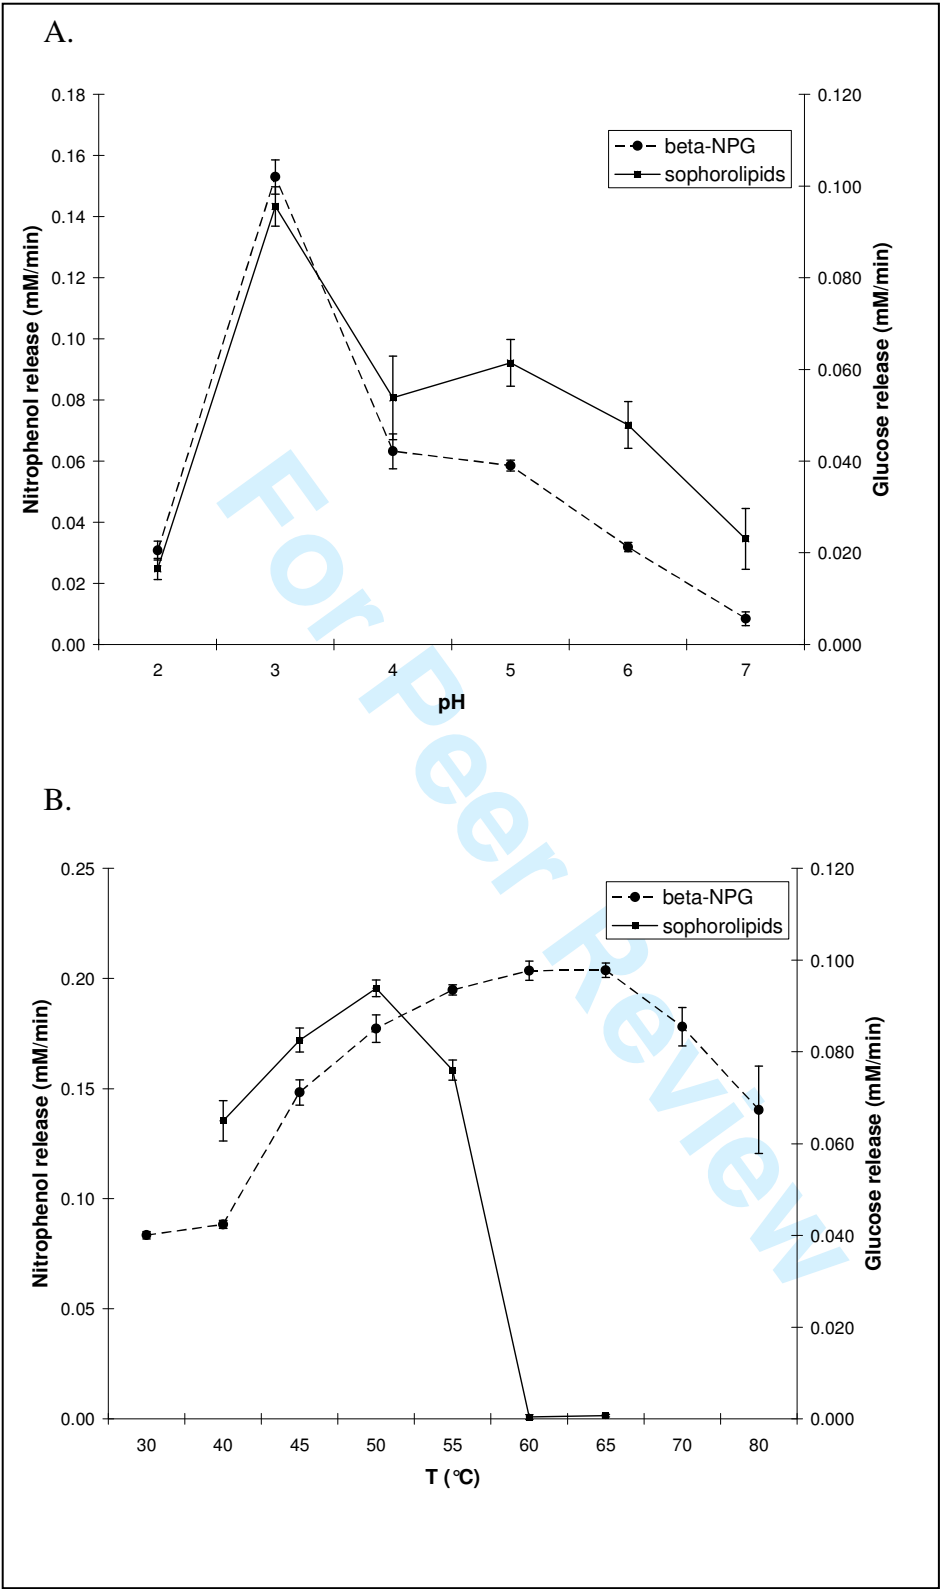 A.
0.18
0.16
0.14
0.12
0.10
0.08
0.06
0.04
0.02
0.00
Nitrophenol release (mM/min)
0.120
0.100
0.080
0.060
0.040
0.020
0.000
Glucose release (mM/min)
beta-NPG
sophorolipids
2 3 4 5 6 7
pH
For Peer Review
B.
0.25
0.20
0.15
0.10
0.05
0.00
Nitrophenol release (mM/min)
0.120
0.100
0.080
0.060
0.040
0.020
0.000
Glucose release (mM/min)
beta-NPG
sophorolipids
30 40 45 50 55 60 65 70 80
T (°C)